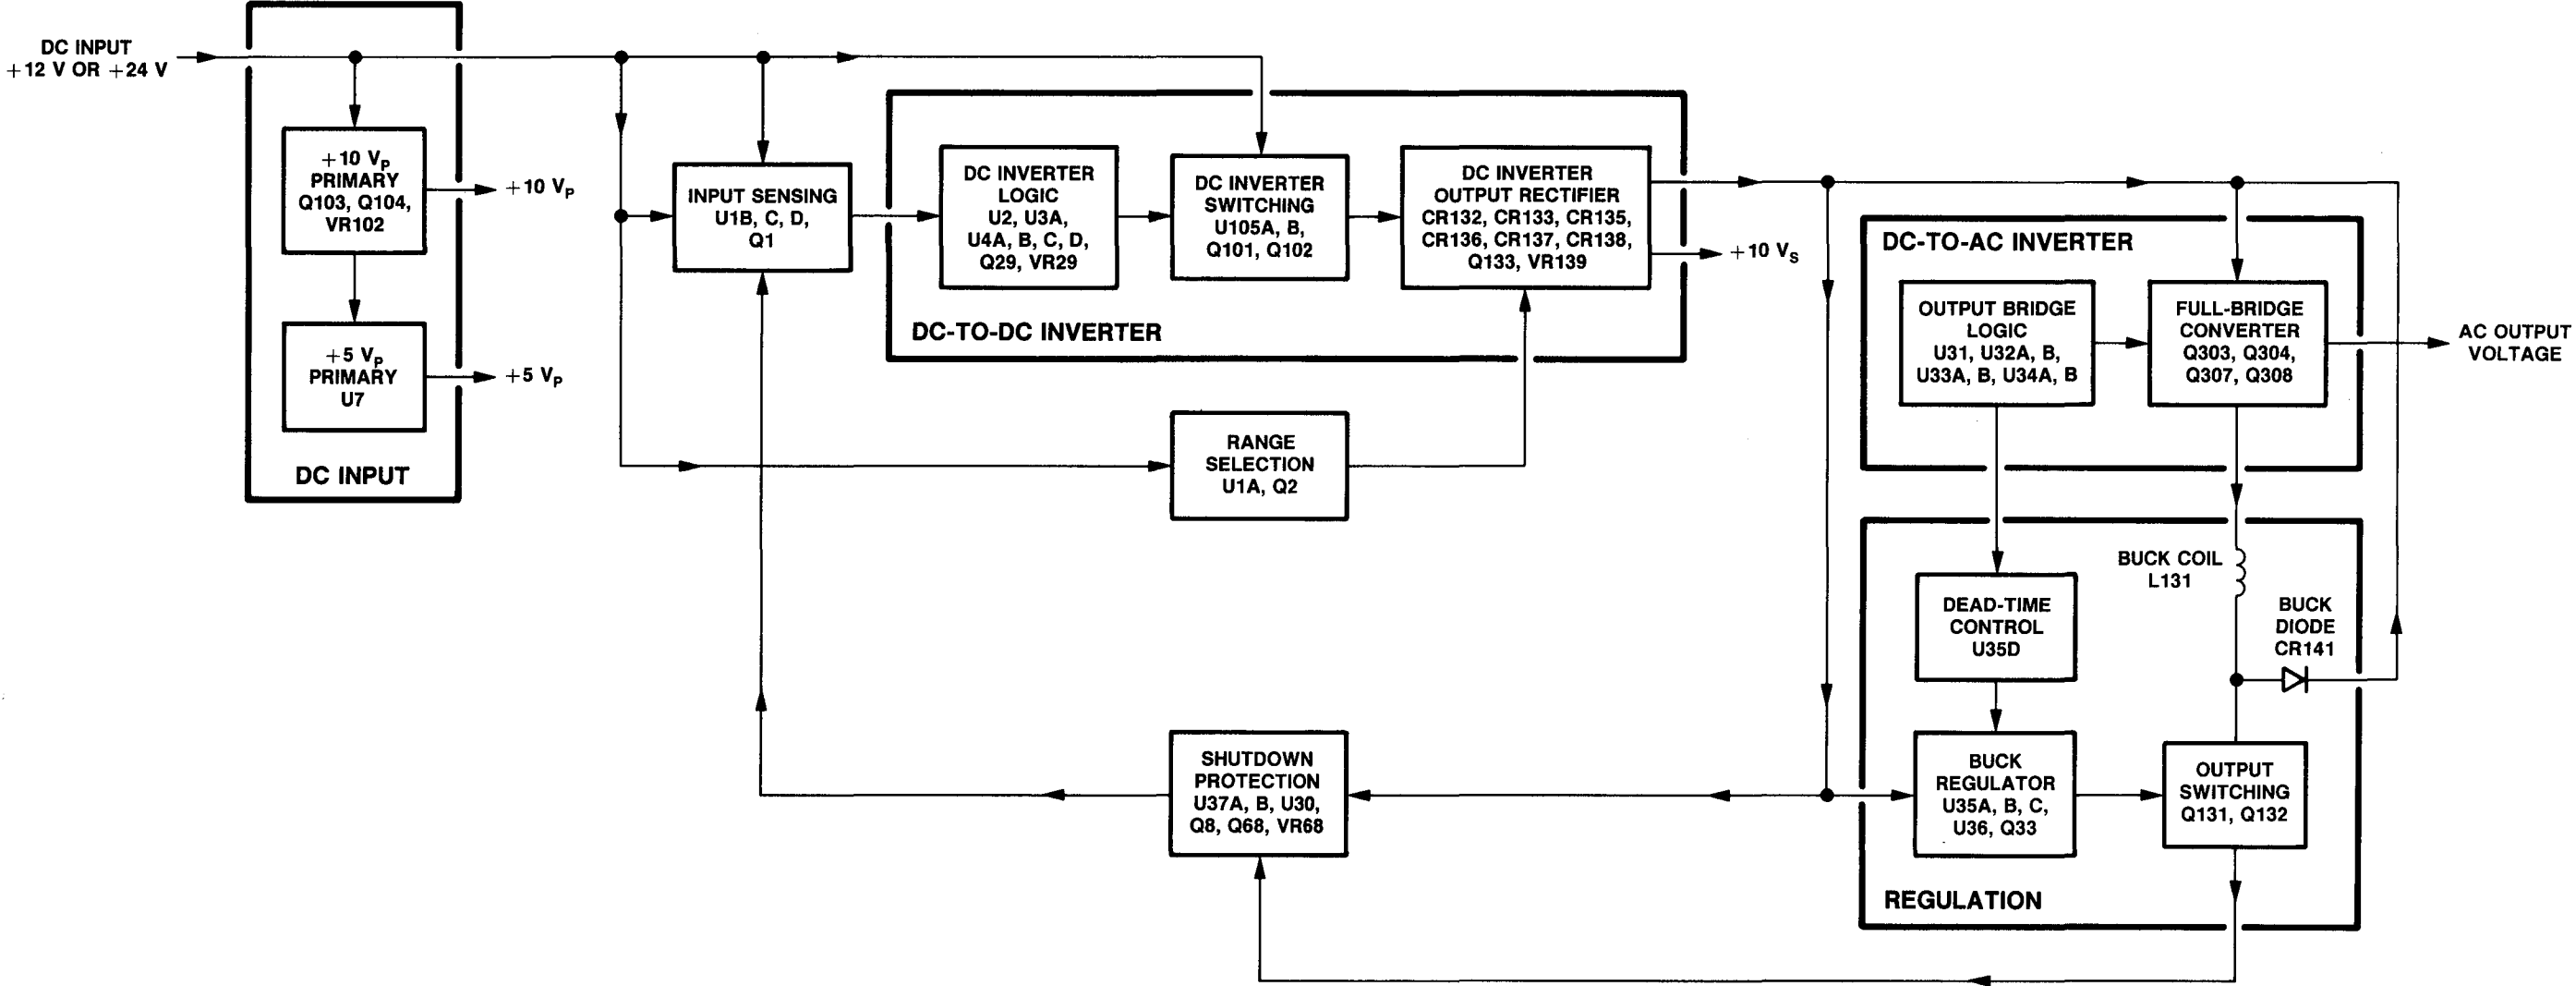 DC INPUT
+12 V OR +24 V
+10 VP
PRIMARY
Q103, Q104,
VR102
+10 VP
+5 VP
PRIMARY
U7
+5 VP
DC INPUT
INPUT SENSING
U1B, C, D,
Q1
DC INVERTER
LOGIC
U2, U3A,
U4A, B, C, D,
Q29, VR29
DC INVERTER
SWITCHING
U105A, B,
Q101, Q102
DC INVERTER
OUTPUT RECTIFIER
CR132, CR133, CR135,
CR136, CR137, CR138,
Q133, VR139
+10 VS
DC-TO-DC INVERTER
RANGE
SELECTION
U1A, Q2
DC-TO-AC INVERTER
OUTPUT BRIDGE
LOGIC
U31, U32A, B,
U33A, B, U34A, B
FULL-BRIDGE
CONVERTER
Q303, Q304,
Q307, Q308
AC OUTPUT
VOLTAGE
BUCK COIL
L131
DEAD-TIME
CONTROL
U35D
BUCK
DIODE
CR141
SHUTDOWN
PROTECTION
U37A, B, U30,
Q8, Q68, VR68
BUCK
REGULATOR
U35A, B, C,
U36, Q33
OUTPUT
SWITCHING
Q131, Q132
REGULATION